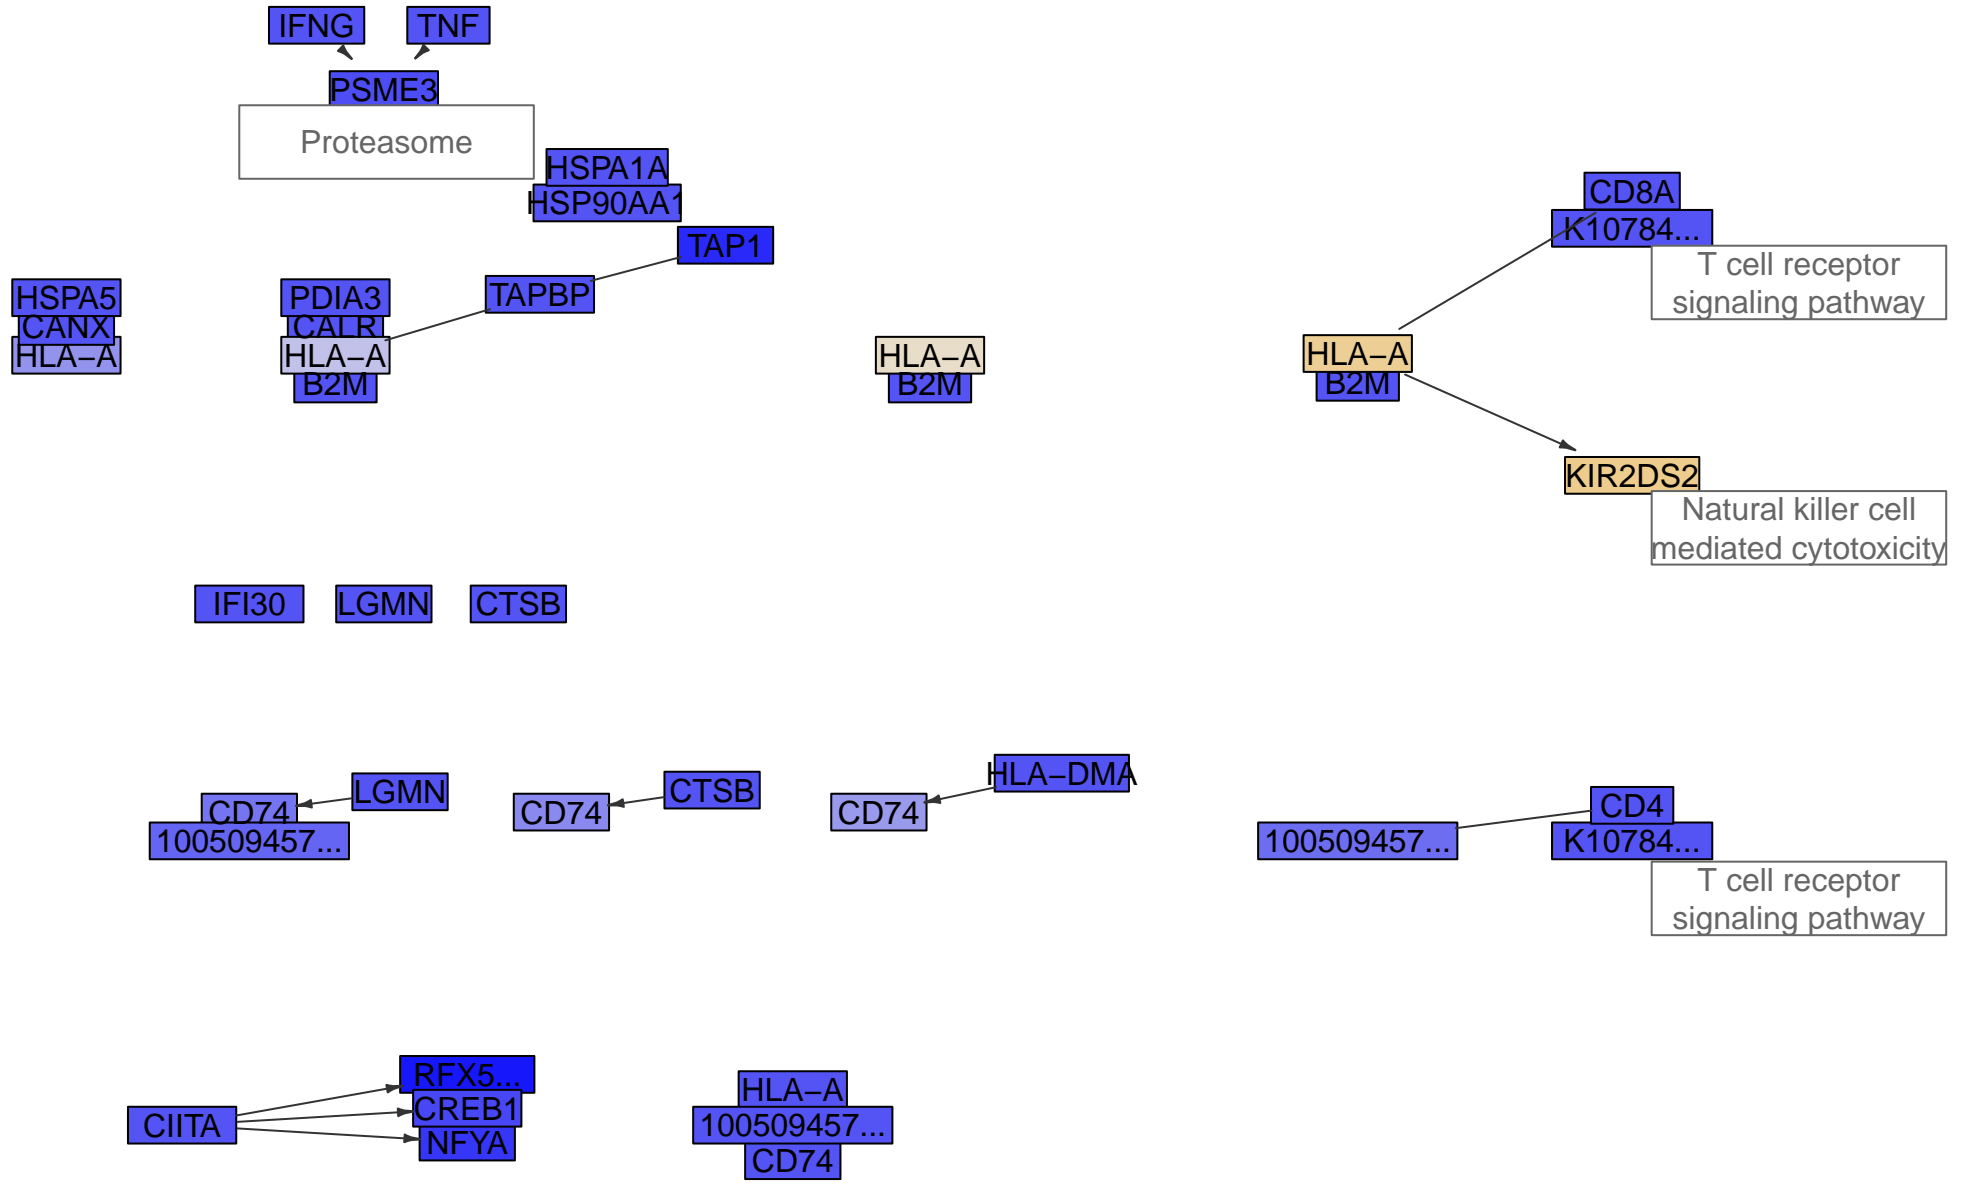 IFNG
TNF
PSME3
Proteasome
HSPA1A
HSP90AA1
TAP1
TAPBP
CD8A
K10784...
T cell receptor
signaling pathway
HSPA5
CANX
HLA−A
PDIA3
CALR
HLA−A
B2M
HLA−A
B2M
HLA−A
B2M
KIR2DS2
Natural killer cell
mediated cytotoxicity
IFI30
LGMN
CTSB
LGMN
CD74
100509457...
CTSB
CD74
HLA−DMA
CD74
CD4
100509457...
K10784...
T cell receptor
signaling pathway
CIITA
RFX5...
CREB1
NFYA
HLA−A
100509457...
CD74